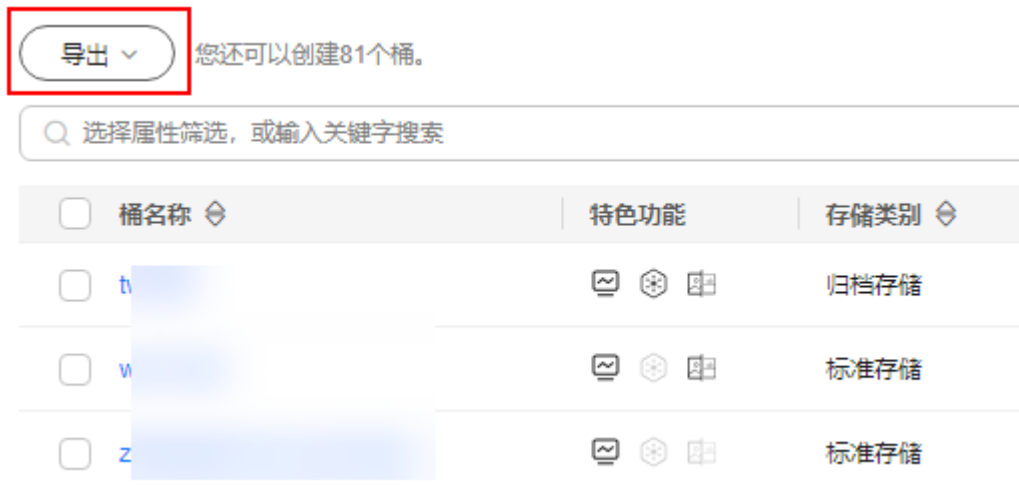 导出 您还可以创建81个桶。
选择属性筛选，或输入关键字搜索
桶名称 特色功能 存储类别
归档存储
标准存储
z 标准存储